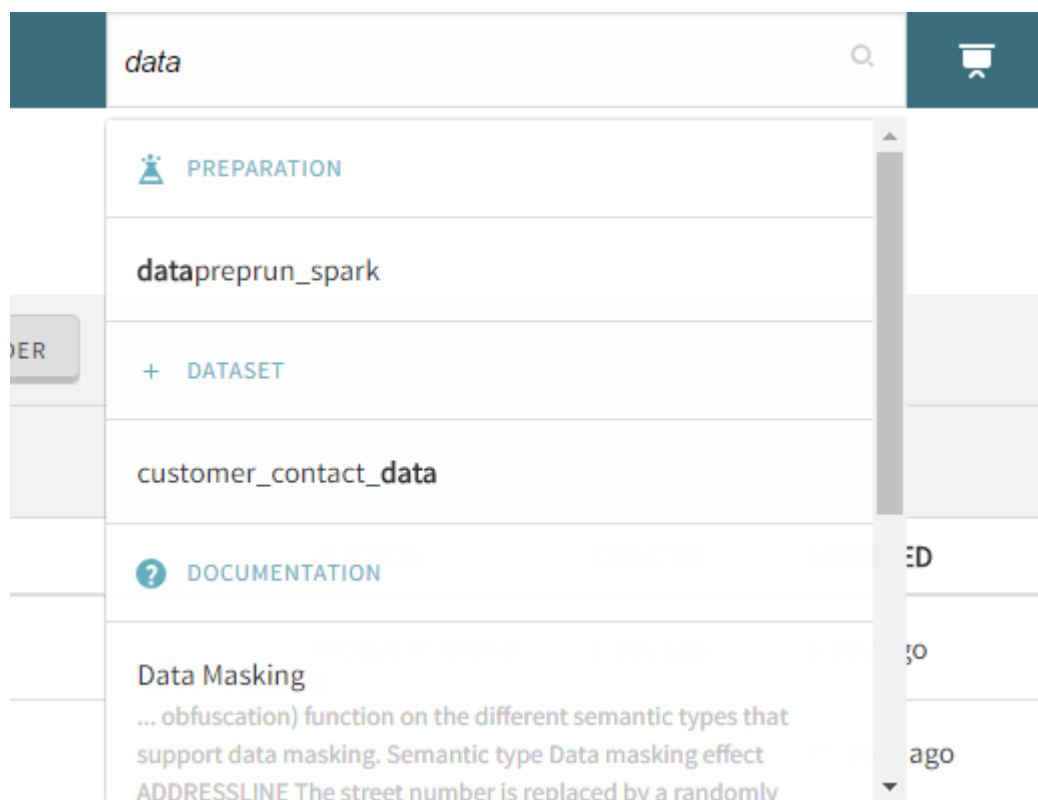 data
PREPARATION
datapreprun_spark
DER
+ DATASET
customer_contact_data
ED
? DOCUMENTATION
go
Data Masking
... obfuscation) function on the different semantic types that
support data masking. Semantic type Data masking effect
ago
ADDRESSLINE The street number is replaced by a randomly